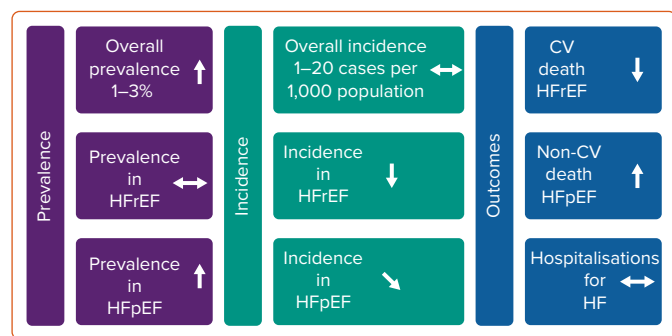 Prevalence
Overall
prevalence
1–3%
Prevalence
in
HFrEF
Prevalence
in HFpEF
Incidence
Overall incidence
1–20 cases per
1,000 population
Incidence
in
HFrEF
Incidence
in
HFpEF
Outcomes
CV
death
HFrEF
Non-CV
death
HFpEF
Hospitalisations
for
HF